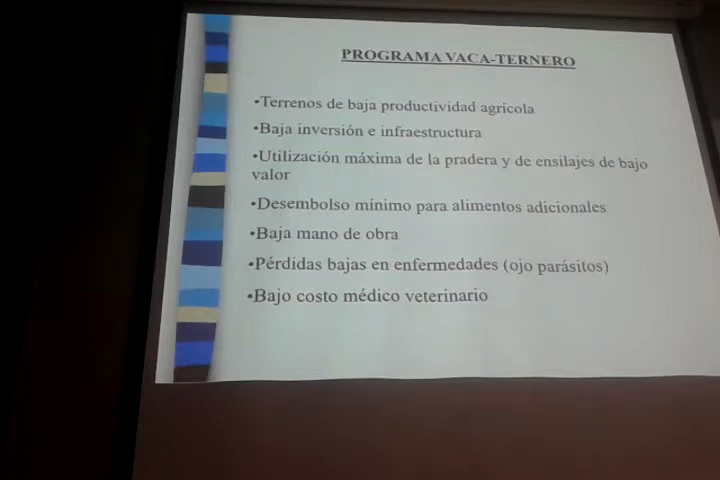 PROGRAMA VACA-TERNERO
•Terrenos de baja productividad agrícola
•Baja inversión e infraestructura
•Utilización máxima de la pradera y de ensilajes de bajo
valor
•Desembolso mínimo para alimentos adicionales
•Baja mano de obra
•Pérdidas bajas en enfermedades (ojo parásitos)
•Bajo costo médico veterinario